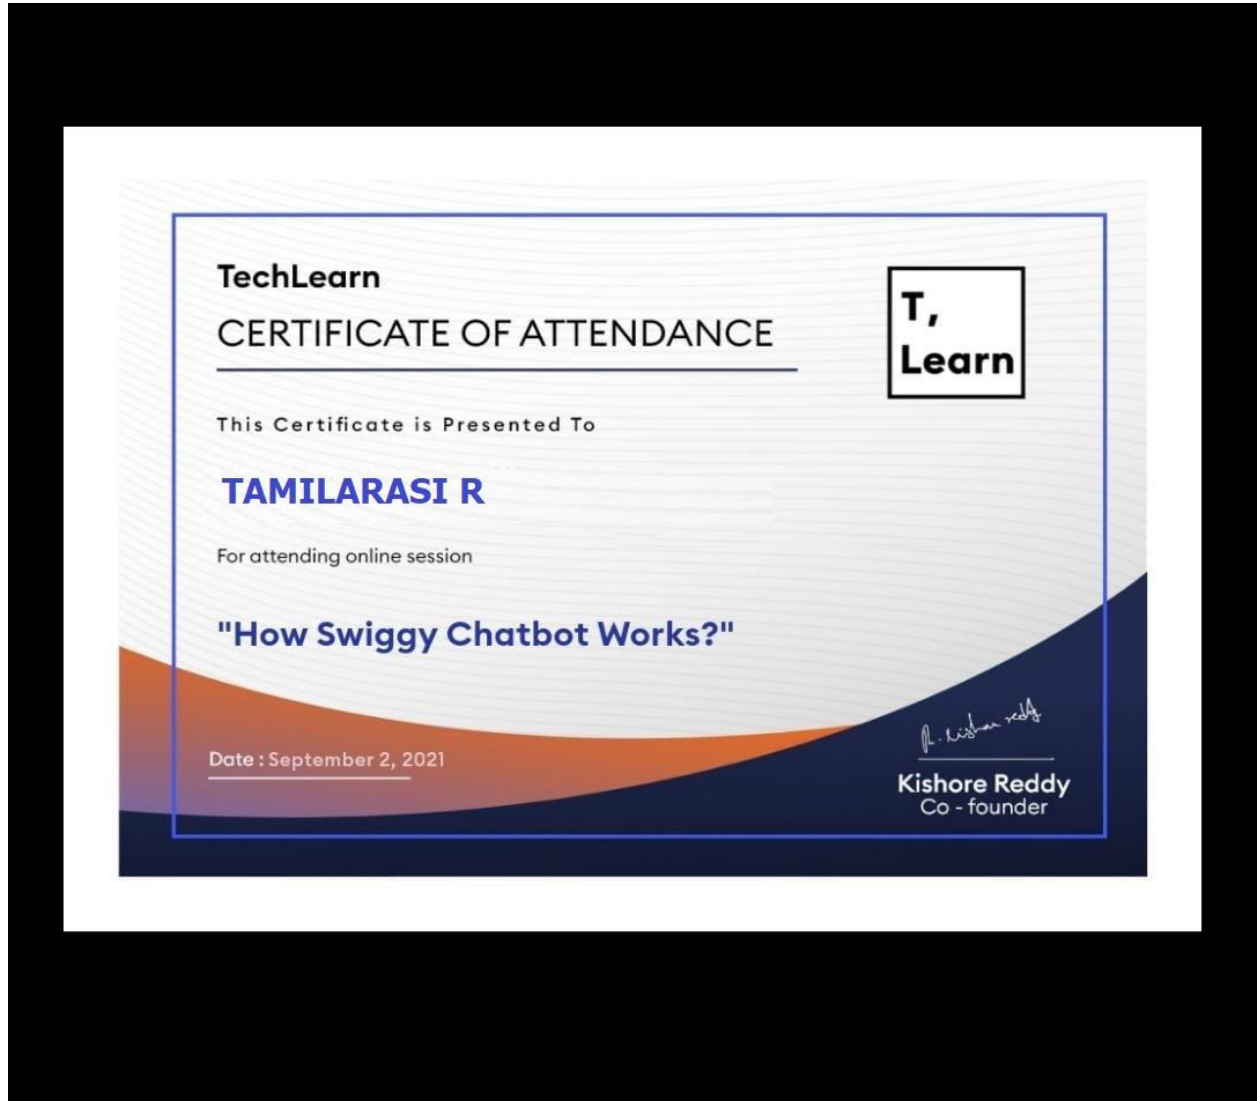 TechLearn
CERTIFICATE OF ATTENDANCE
T,
Learn
This Certificate is Presented To
TAMILARASI R
For attending online session
"How Swiggy Chatbot Works?"
Date : September 2, 2021
Kishore Reddy
Co - founder